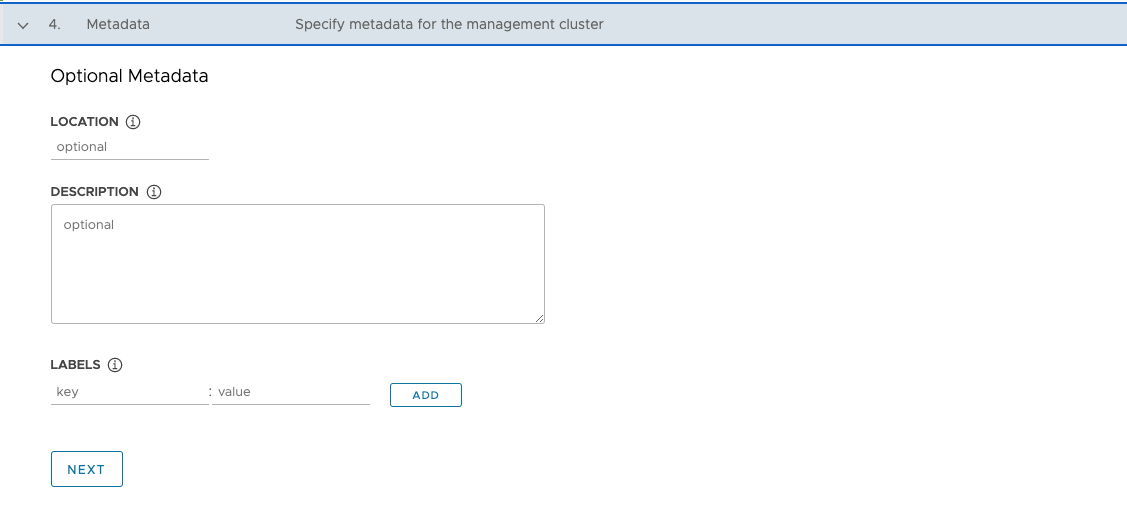 4. Metadata Specify metadata for the management cluster
Optional Metadata
LOCATION
optional
DESCRIPTION
optional
LABELS
key : value ADD
NEXT